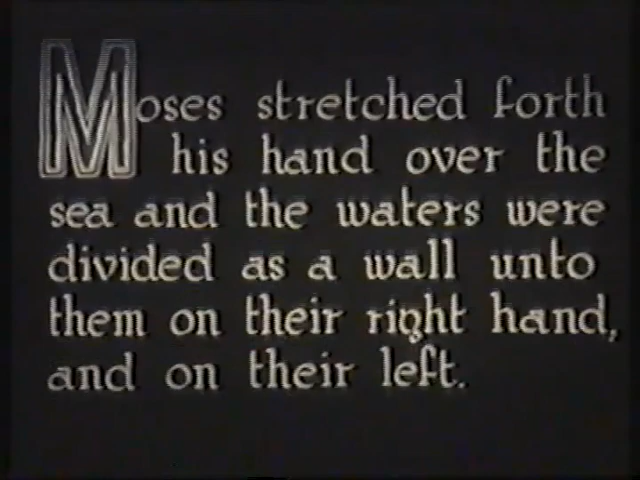 Moses stretched forth
his hand over the
sea and the waters were
divided as a wall unto
them on their right hand,
and on their left.